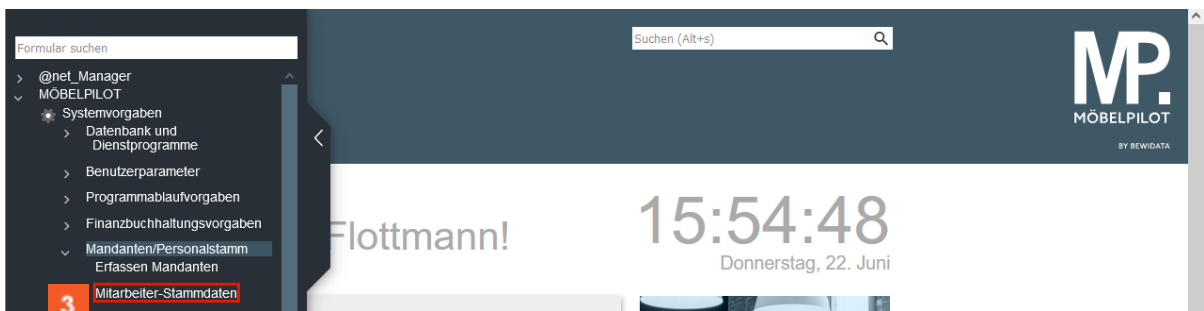 Formular suchen
@net_Manager
MÖBELPILOT
Systemvorgaben
Datenbank und
Dienstprogramme
Benutzerparameter
Programmablaufvorgaben
Finanzbuchhaltungsvorgaben
Mandanten/Personalstamm
Erfassen Mandanten
3
Mitarbeiter-Stammdaten
Suchen (Alt+s)
MP.
MÖBELPILOT
BY BEWIDATA
Flottmann!
15:54:48
Donnerstag, 22. Juni